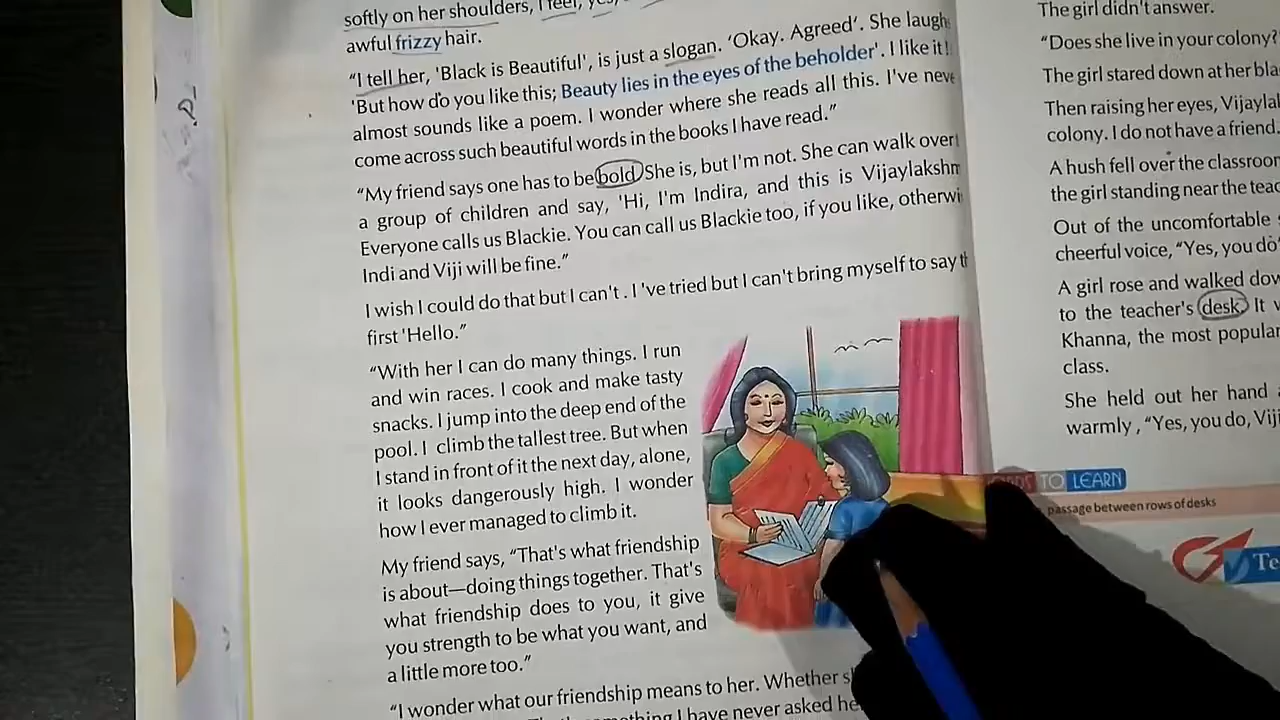 softly on her shoulders, I feel, yes,
awful frizzy hair.
"I tell her, 'Black is Beautiful', is just a slogan. 'Okay. Agreed'. She laugh
'But how do you like this; Beauty lies in the eyes of the beholder'. I like it!
almost sounds like a poem. I wonder where she reads all this. I've neve
come across such beautiful words in the books I have read."
"My friend says one has to be bold She is, but I'm not. She can walk over
a group of children and say, 'Hi, I'm Indira, and this is Vijaylakshm
Everyone calls us Blackie. You can call us Blackie too, if you like, otherwi
Indi and Viji will be fine."
I wish I could do that but I can't . I 've tried but I can't bring myself to say th
first 'Hello."
"With her I can do many things. I run
and win races. I cook and make tasty
snacks. I jump into the deep end of the
pool. I climb the tallest tree. But when
I stand in front of it the next day, alone,
it looks dangerously high. I wonder
how I ever managed to climb it.
My friend says, "That's what friendship
is about—doing things together. That's
what friendship does to you, it give
you strength to be what you want, and
a little more too."
"I wonder what our friendship means to her. Whether s
something I have never asked he
The girl didn't answer.
"Does she live in your colony?"
The girl stared down at her bla
Then raising her eyes, Vijaylal
colony. I do not have a friend.
A hush fell over the classroom
the girl standing near the teac
Out of the uncomfortable
cheerful voice, "Yes, you do"
A girl rose and walked dow
to the teacher's desk. It w
Khanna, the most popular
class.
She held out her hand
warmly , "Yes, you do, Viji
TO LEARN
passage between rows of desks
Te